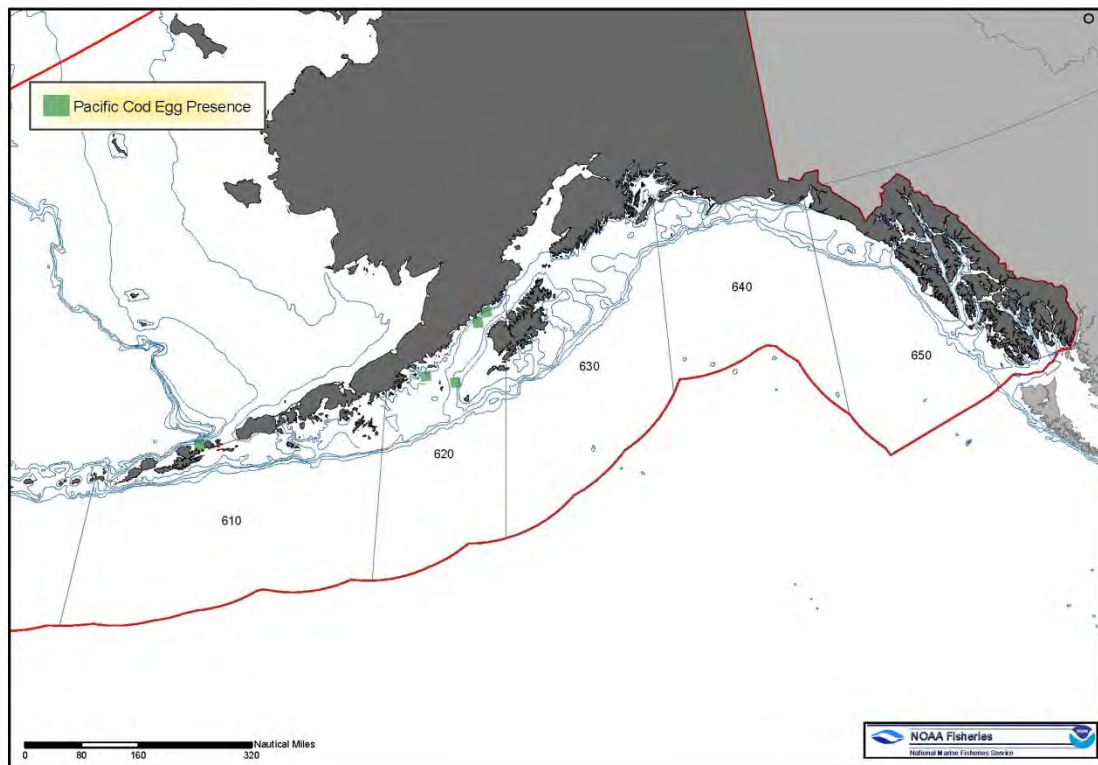 Pacific Cod Egg Presence
640
650
630
620
610
Nautical Miles
0 80 160 320
NOAA Fisheries
National Marine Fisheries Service